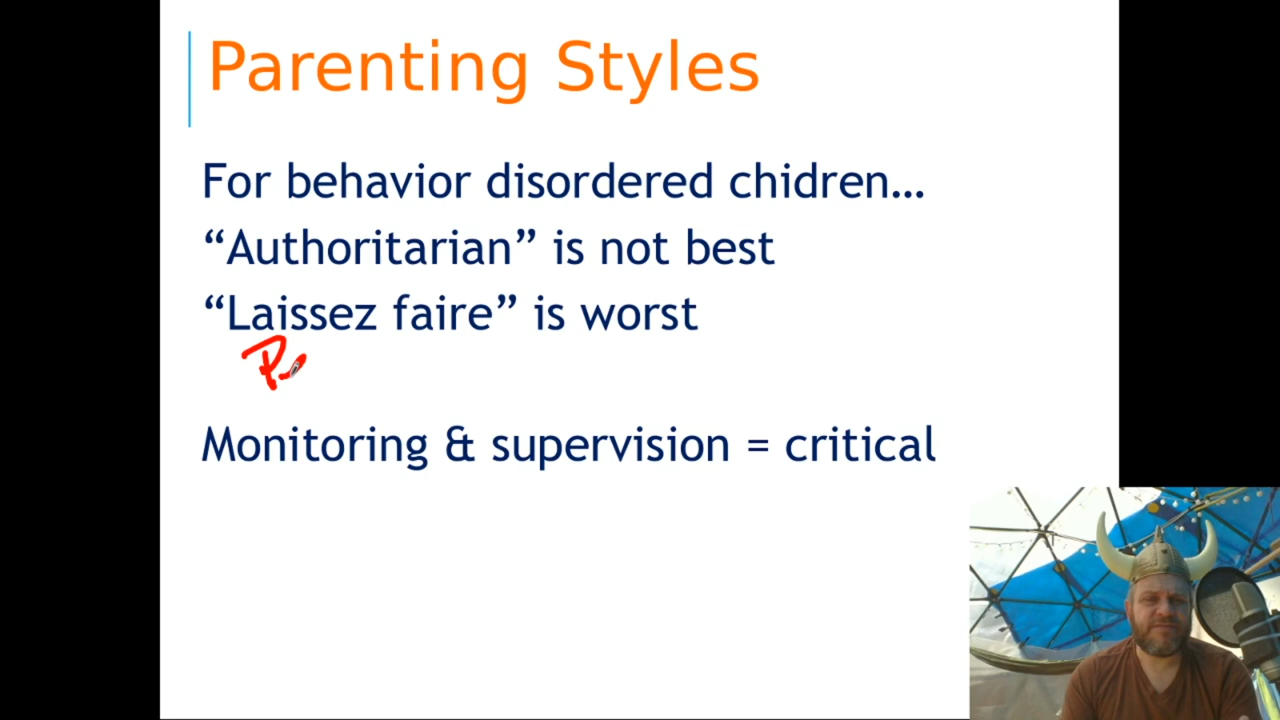 Parenting Styles
For behavior disordered chidren…
“Authoritarian” is not best
“Laissez faire” is worst
Monitoring & supervision = critical